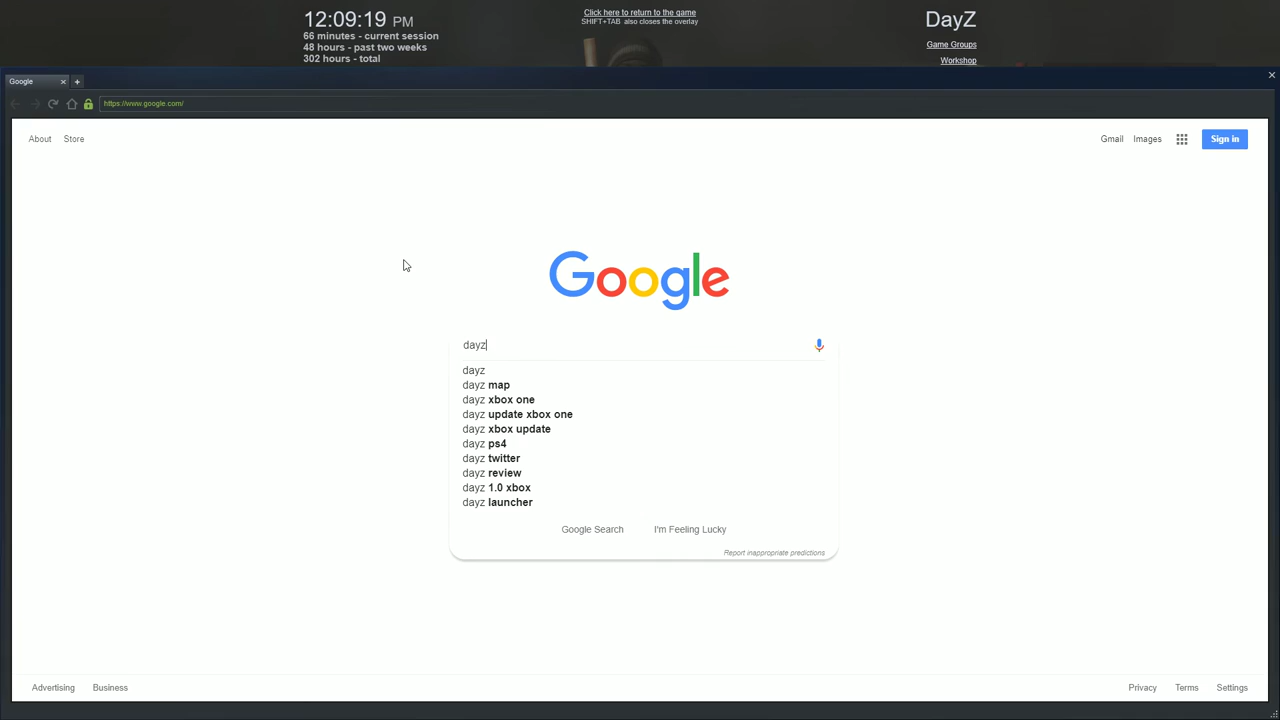 12:09:19 PM
66 minutes - current session
48 hours - past two weeks
302 hours - total
Click here to return to the game
SHIFT+TAB also closes the overlay
DayZ
Game Groups
Workshop
Google
https://www.google.com/
About Store
Gmail Images Sign in
Google
dayz
dayz
dayz map
dayz xbox one
dayz update xbox one
dayz xbox update
dayz ps4
dayz twitter
dayz review
dayz 1.0 xbox
dayz launcher
Google Search I'm Feeling Lucky
Report inappropriate predictions
Advertising Business
Privacy Terms Settings